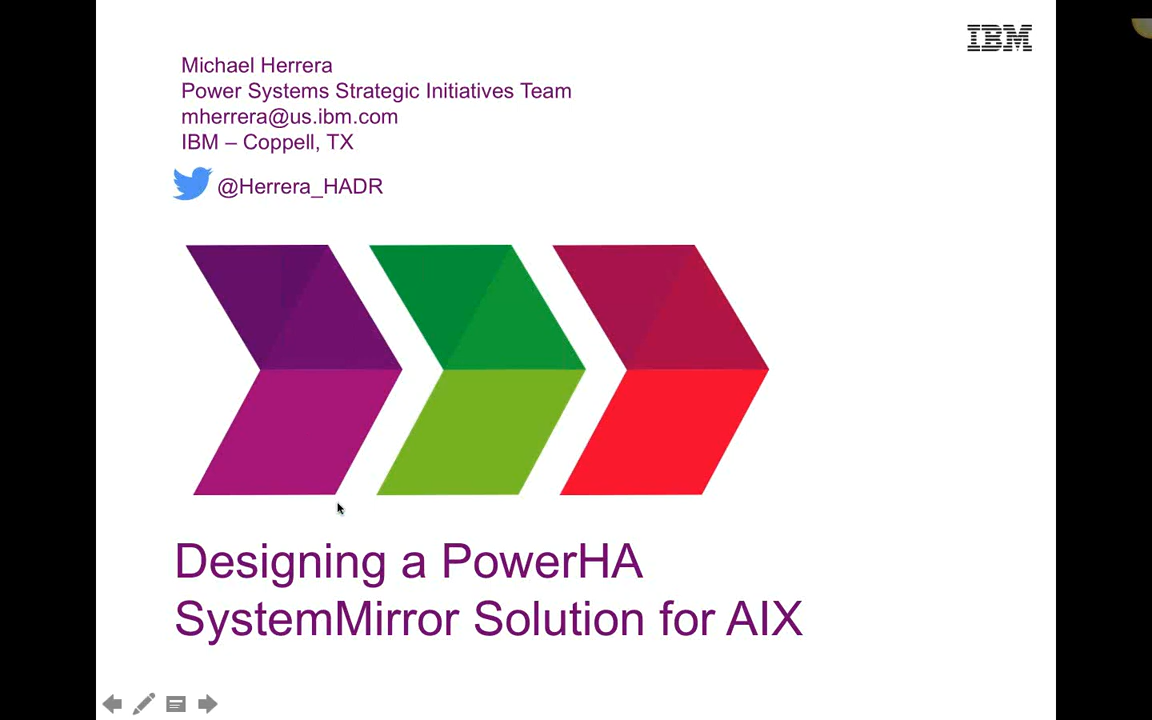 IBM
Michael Herrera
Power Systems Strategic Initiatives Team
mherrera@us.ibm.com
IBM – Coppell, TX
@Herrera_HADR
Designing a PowerHA
SystemMirror Solution for AIX